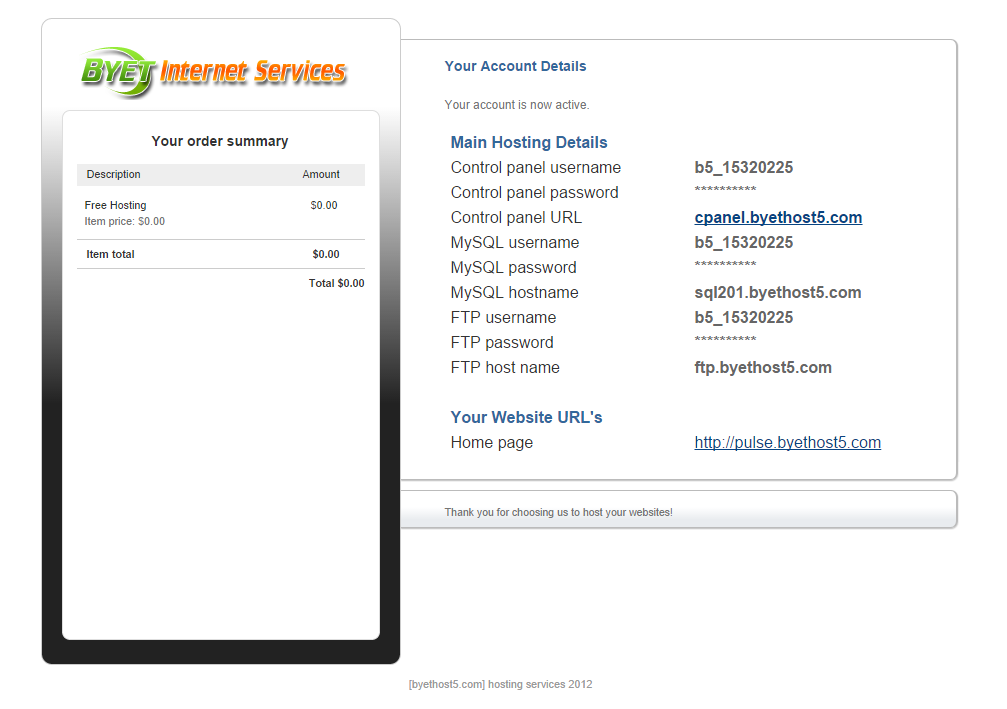 BYET Internet Services
Your order summary
Description Amount
Free Hosting $0.00
Item price: $0.00
Item total $0.00
Total $0.00
Your Account Details
Your account is now active.
Main Hosting Details
Control panel username b5_15320225
Control panel password **********
Control panel URL cpanel.byethost5.com
MySQL username b5_15320225
MySQL password **********
MySQL hostname sql201.byethost5.com
FTP username b5_15320225
FTP password **********
FTP host name ftp.byethost5.com
Your Website URL's
Home page http://pulse.byethost5.com
Thank you for choosing us to host your websites!
[byethost5.com] hosting services 2012